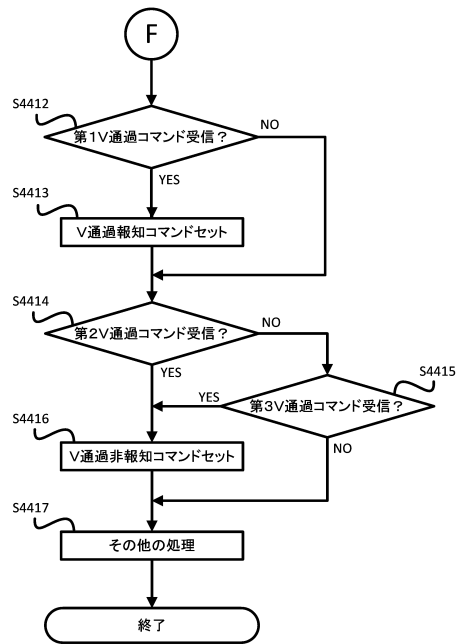 F
S4412
第1V通過コマンド受信？
NO
YES
S4413
V通過報知コマンドセット
S4414
第2V通過コマンド受信？
NO
YES
S4415
第3V通過コマンド受信？
YES
NO
S4416
V通過非報知コマンドセット
S4417
その他の処理
終了